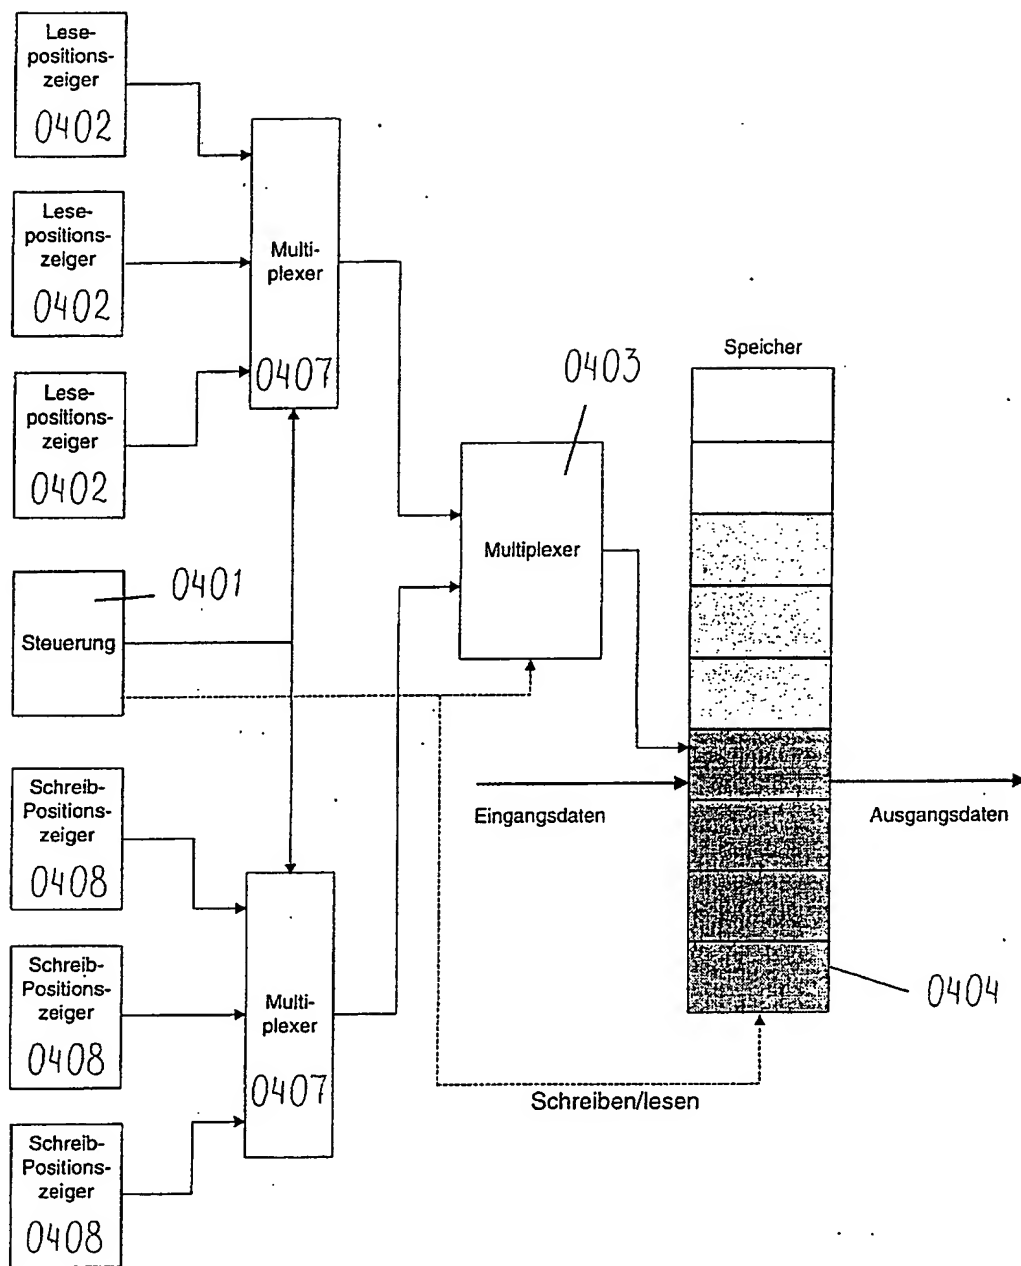 Lese-
positions-
zeiger
0402
Lese-
positions-
zeiger
0402
Lese-
positions-
zeiger
0402
Multi-
plexer
0407
0403
Speicher
Multiplexer
0401
Steuerung
Schreib-
Positions-
zeiger
0408
Schreib-
Positions-
zeiger
0408
Schreib-
Positions-
zeiger
0408
Multi-
plexer
0407
Eingangsdaten
Ausgangsdaten
0404
Schreiben/lesen